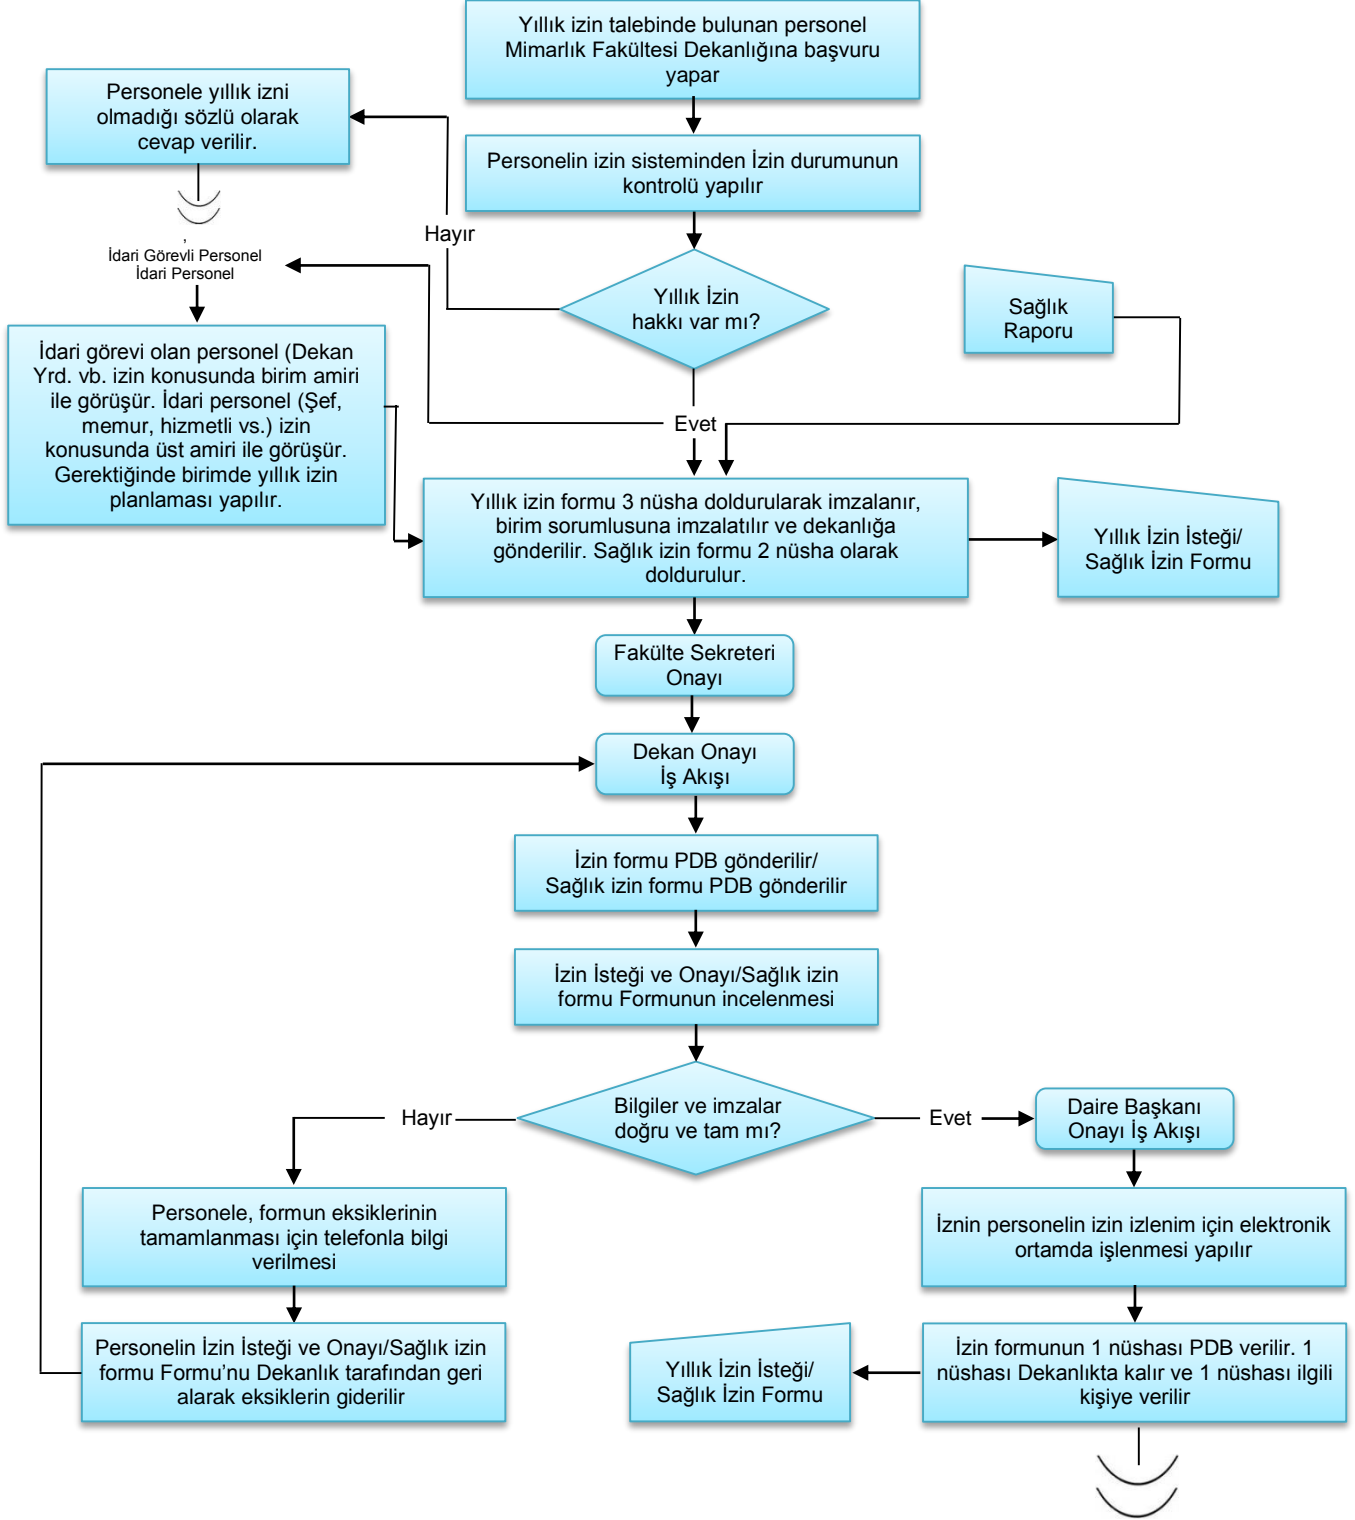 Yıllık izin talebinde bulunan personel
Mimarlık Fakültesi Dekanlığına başvuru
yapar
Personele yıllık izni
olmadığı sözlü olarak
cevap verilir.
Personelin izin sisteminden İzin durumunun
kontrolü yapılır
Hayır
,
İdari Görevli Personel
İdari Personel
Yıllık İzin
hakkı var mı?
Sağlık
Raporu
İdari görevi olan personel (Dekan
Yrd. vb. izin konusunda birim amiri
ile görüşür. İdari personel (Şef,
memur, hizmetli vs.) izin
konusunda üst amiri ile görüşür.
Gerektiğinde birimde yıllık izin
planlaması yapılır.
Evet
Yıllık izin formu 3 nüsha doldurularak imzalanır,
birim sorumlusuna imzalatılır ve dekanlığa
gönderilir. Sağlık izin formu 2 nüsha olarak
doldurulur.
Yıllık İzin İsteği/
Sağlık İzin Formu
Fakülte Sekreteri
Onayı
Dekan Onayı
İş Akışı
İzin formu PDB gönderilir/
Sağlık izin formu PDB gönderilir
İzin İsteği ve Onayı/Sağlık izin
formu Formunun incelenmesi
Bilgiler ve imzalar
doğru ve tam mı?
Hayır
Evet
Daire Başkanı
Onayı İş Akışı
Personele, formun eksiklerinin
tamamlanması için telefonla bilgi
verilmesi
İznin personelin izin izlenim için elektronik
ortamda işlenmesi yapılır
Personelin İzin İsteği ve Onayı/Sağlık izin
formu Formu’nu Dekanlık tarafından geri
alarak eksiklerin giderilir
Yıllık İzin İsteği/
Sağlık İzin Formu
İzin formunun 1 nüshası PDB verilir. 1
nüshası Dekanlıkta kalır ve 1 nüshası ilgili
kişiye verilir